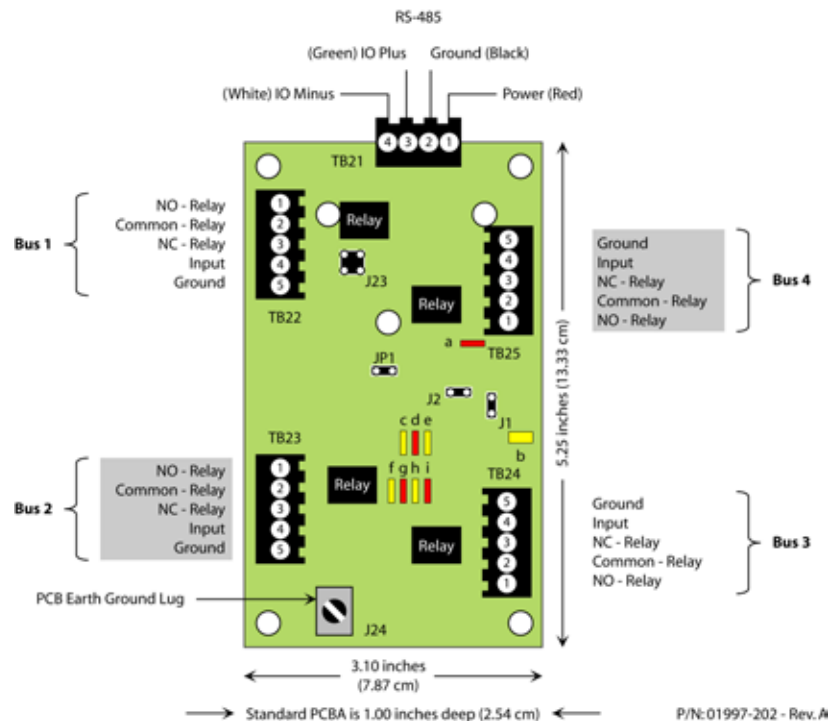 RS-485
(Green) IO Plus
Ground (Black)
(White) IO Minus
Power (Red)
4 3 2 1
TB21
Bus 1
NO - Relay
Common - Relay
NC - Relay
Input
Ground
1
2
3
4
5
TB22
Relay
J23
Relay
5
4
3
2
1
TB25
Ground
Input
NC - Relay
Common - Relay
NO - Relay
Bus 4
a
JP1
J2
J1
b
c d e
f g h i
5.25 inches (13.33 cm)
TB23
Bus 2
NO - Relay
Common - Relay
NC - Relay
Input
Ground
1
2
3
4
5
Relay
Relay
TB24
5
4
3
2
1
Ground
Input
NC - Relay
Common - Relay
NO - Relay
Bus 3
PCB Earth Ground Lug
J24
3.10 inches
(7.87 cm)
Standard PCBA is 1.00 inches deep (2.54 cm)
P/N: 01997-202 - Rev. A